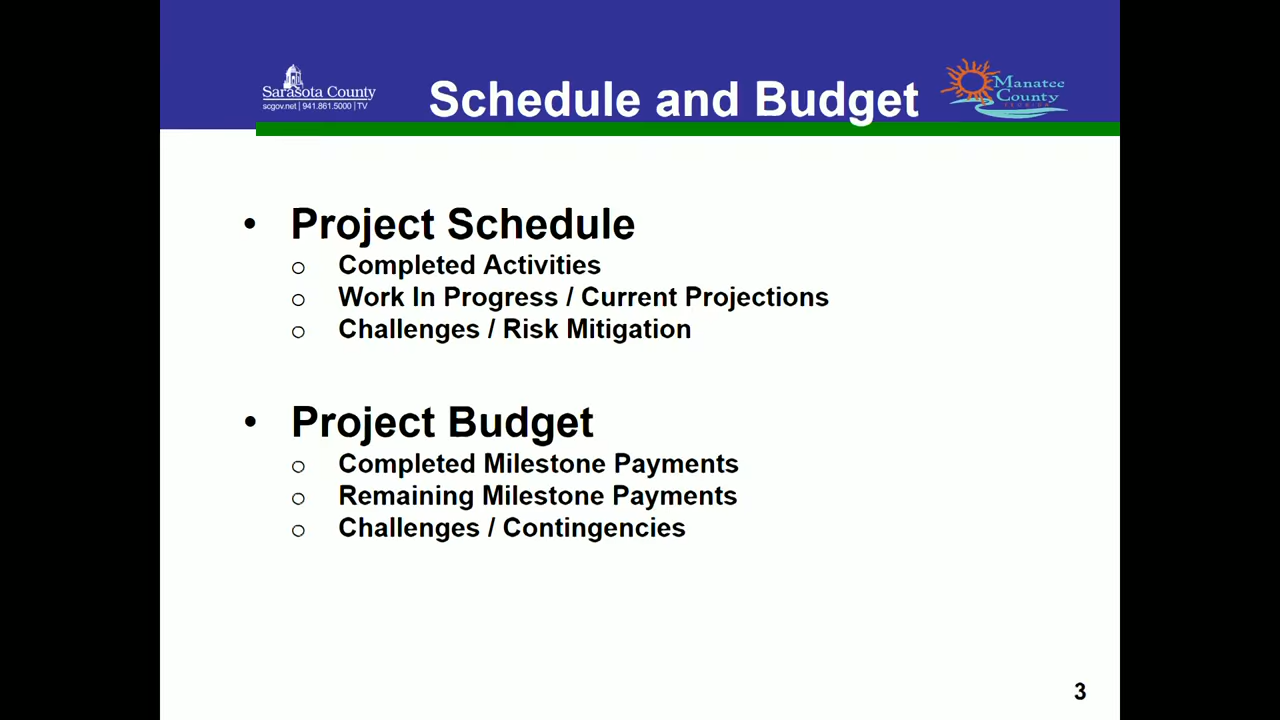 Sarasota County
scgov.net | 941.861.5000 | TV
Schedule and Budget
Manatee
County
FLORIDA
• Project Schedule
o Completed Activities
o Work In Progress / Current Projections
o Challenges / Risk Mitigation
• Project Budget
o Completed Milestone Payments
o Remaining Milestone Payments
o Challenges / Contingencies
3